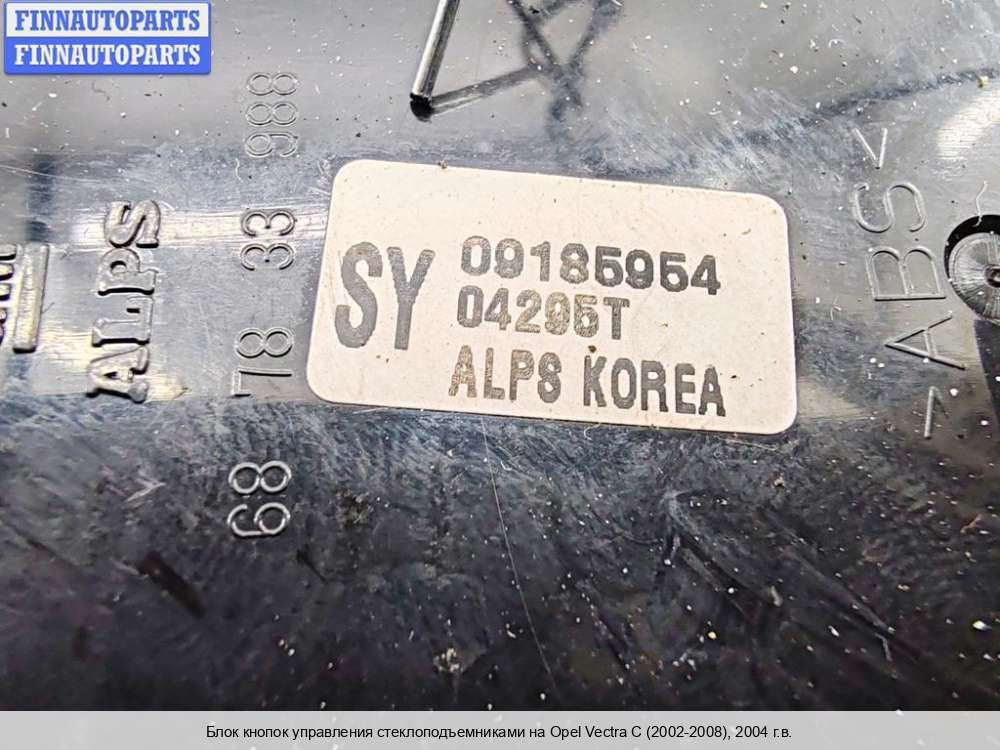 FINNAUTOPARTS
FINNAUTOPARTS
SY 09185954
04295T
ALPS KOREA
ALPS
68 78 33 988
>ABS<
Блок кнопок управления стеклоподъемниками на Opel Vectra C (2002-2008), 2004 г.в.